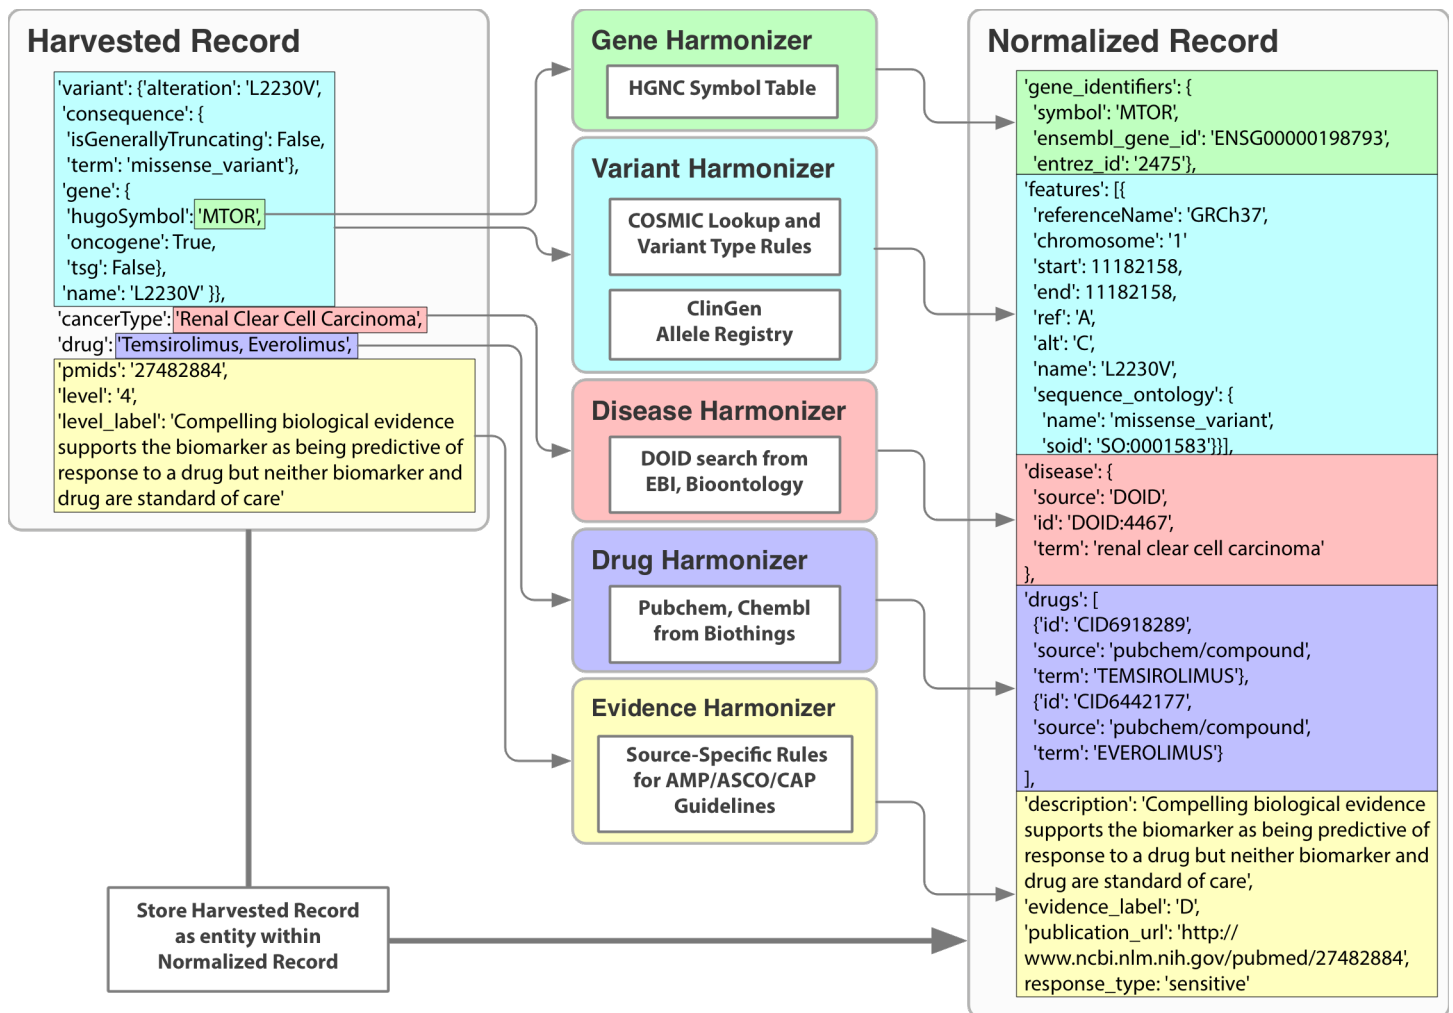 Harvested Record
'variant': {'alteration': 'L2230V',
'consequence': {
'isGenerallyTruncating': False,
'term': 'missense_variant'},
'gene': {
'hugoSymbol': 'MTOR',
'oncogene': True,
'tsg': False},
'name': 'L2230V' }},
'cancerType': 'Renal Clear Cell Carcinoma',
'drug': 'Temsirolimus, Everolimus',
'pmids': '27482884',
'level': '4',
'level_label': 'Compelling biological evidence
supports the biomarker as being predictive of
response to a drug but neither biomarker and
drug are standard of care'
Store Harvested Record
as entity within
Normalized Record
Gene Harmonizer
HGNC Symbol Table
Variant Harmonizer
COSMIC Lookup and
Variant Type Rules
ClinGen
Allele Registry
Disease Harmonizer
DOID search from
EBI, Bioontology
Drug Harmonizer
Pubchem, Chembl
from Biothings
Evidence Harmonizer
Source-Specific Rules
for AMP/ASCO/CAP
Guidelines
Normalized Record
'gene_identifiers': {
'symbol': 'MTOR',
'ensembl_gene_id': 'ENSG00000198793',
'entrez_id': '2475'},
'features': [{
'referenceName': 'GRCh37',
'chromosome': '1'
'start': 11182158,
'end': 11182158,
'ref': 'A',
'alt': 'C',
'name': 'L2230V',
'sequence_ontology': {
'name': 'missense_variant',
'soid': 'SO:0001583'}}],
'disease': {
'source': 'DOID',
'id': 'DOID:4467',
'term': 'renal clear cell carcinoma'
},
'drugs': [
{'id': 'CID6918289',
'source': 'pubchem/compound',
'term': 'TEMSIROLIMUS'},
{'id': 'CID6442177',
'source': 'pubchem/compound',
'term': 'EVEROLIMUS'}
],
'description': 'Compelling biological evidence
supports the biomarker as being predictive of
response to a drug but neither biomarker and
drug are standard of care',
'evidence_label': 'D',
'publication_url': 'http://
www.ncbi.nlm.nih.gov/pubmed/27482884',
response_type: 'sensitive'